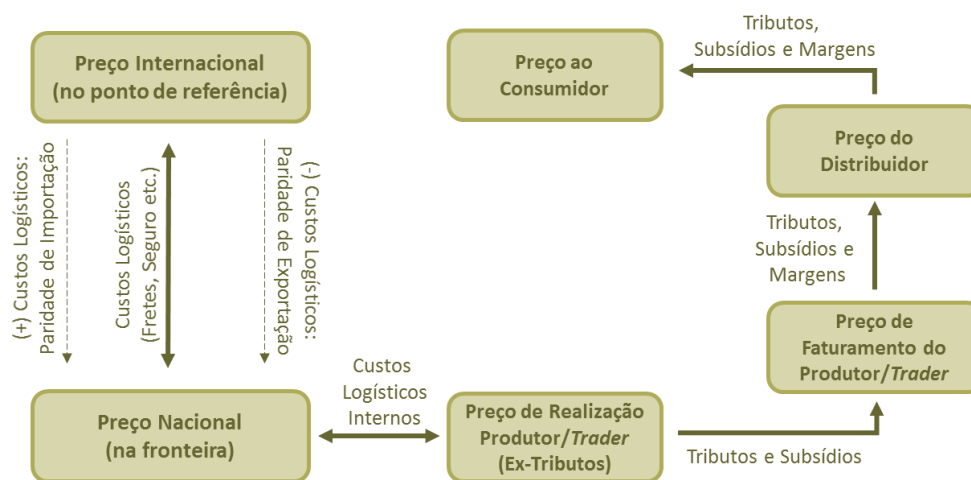 Preço Internacional
(no ponto de referência)
(+) Custos Logísticos:
Paridade de Importação
Custos Logísticos
(Fretes, Seguro etc.)
(-) Custos Logísticos:
Paridade de Exportação
Preço Nacional
(na fronteira)
Custos
Logísticos
Internos
Preço de Realização
Produtor/Trader
(Ex-Tributos)
Tributos e Subsídios
Preço de
Faturamento do
Produtor/Trader
Tributos,
Subsídios e
Margens
Preço do
Distribuidor
Tributos,
Subsídios e Margens
Preço ao
Consumidor